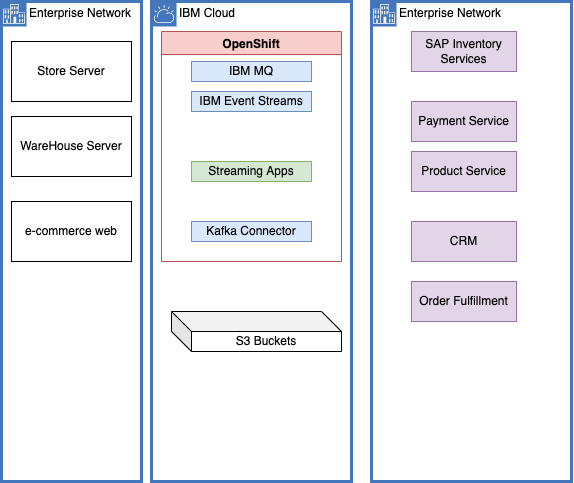 Enterprise Network
Store Server
WareHouse Server
e-commerce web
IBM Cloud
OpenShift
IBM MQ
IBM Event Streams
Streaming Apps
Kafka Connector
S3 Buckets
Enterprise Network
SAP Inventory
Services
Payment Service
Product Service
CRM
Order Fulfillment